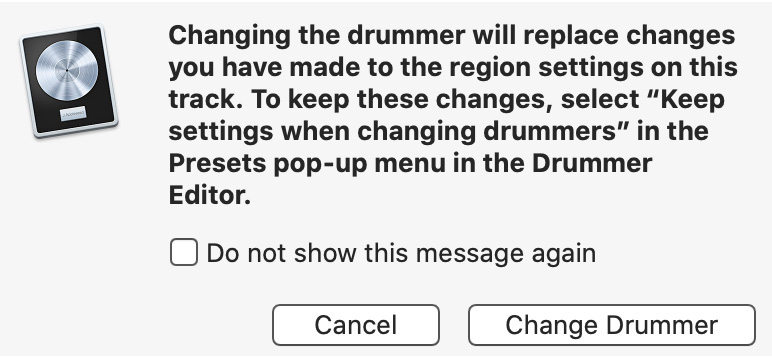 Changing the drummer will replace changes
you have made to the region settings on this
track. To keep these changes, select “Keep
settings when changing drummers” in the
Presets pop-up menu in the Drummer
Editor.
Do not show this message again
Cancel
Change Drummer